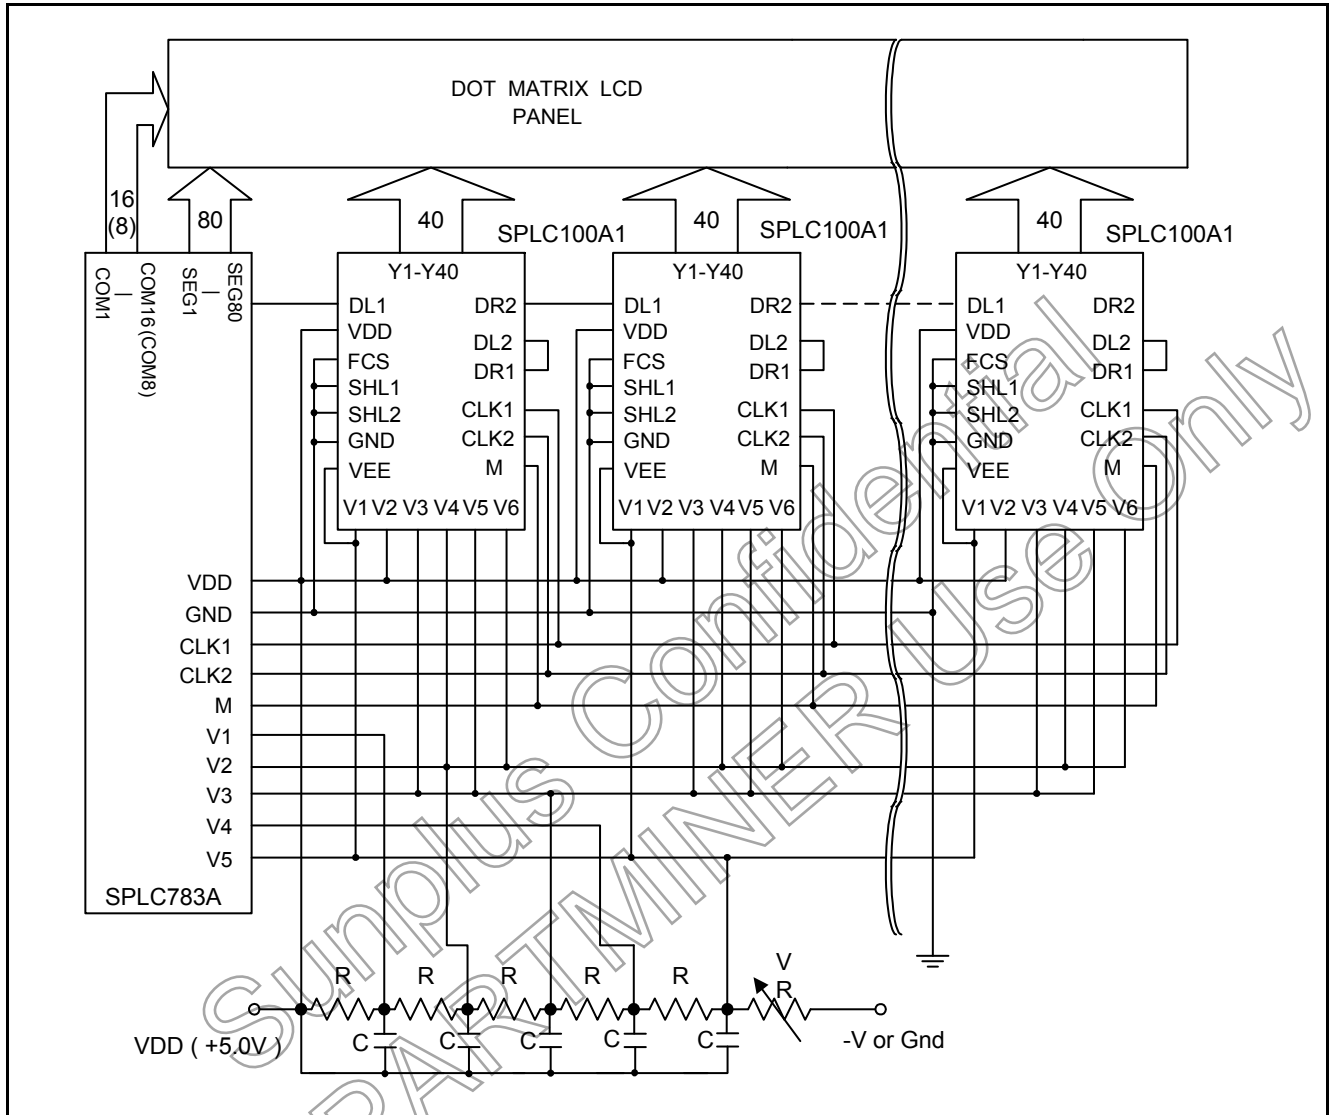 DOT MATRIX LCD
PANEL
16
(8)
80
40
SPLC100A1
40
SPLC100A1
40
SPLC100A1
COM1
|
COM16 (COM8)
SEG1
|
SEG80
Y1-Y40
DL1
DR2
VDD
DL2
FCS
DR1
SHL1
SHL2
CLK1
GND
CLK2
VEE
M
V1 V2 V3 V4 V5 V6
Y1-Y40
DL1
DR2
VDD
DL2
FCS
DR1
SHL1
SHL2
CLK1
GND
CLK2
VEE
M
V1 V2 V3 V4 V5 V6
Y1-Y40
DL1
DR2
VDD
DL2
FCS
DR1
SHL1
SHL2
CLK1
GND
CLK2
VEE
M
V1 V2 V3 V4 V5 V6
VDD
GND
CLK1
CLK2
M
V1
V2
V3
V4
V5
SPLC783A
R
R
R
R
R
V
R
C
C
C
C
C
VDD ( +5.0V )
-V or Gnd
Sunplus Confidential
PARTMINER Use Only